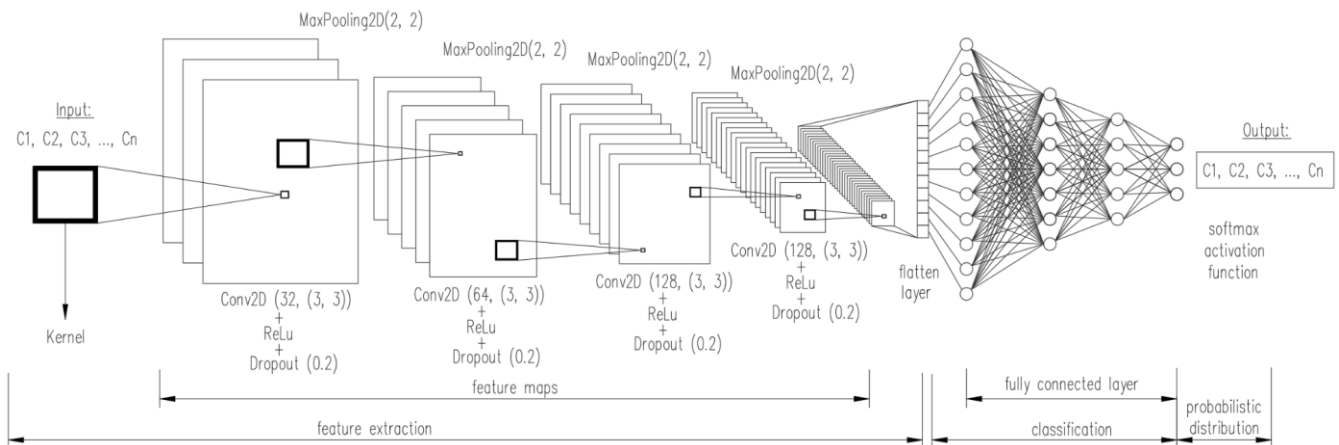 MaxPooling2D(2, 2)
MaxPooling2D(2, 2)
MaxPooling2D(2, 2)
MaxPooling2D(2, 2)
Input:
C1, C2, C3, ..., Cn
Kernel
Conv2D (32, (3, 3))
+
ReLu
+
Dropout (0.2)
Conv2D (64, (3, 3))
+
ReLu
+
Dropout (0.2)
Conv2D (128, (3, 3))
+
ReLu
+
Dropout (0.2)
Conv2D (128, (3, 3))
+
ReLu
+
Dropout (0.2)
flatten
layer
Output:
C1, C2, C3, ..., Cn
softmax
activation
function
feature maps
fully connected layer
feature extraction
classification
probabilistic
distribution